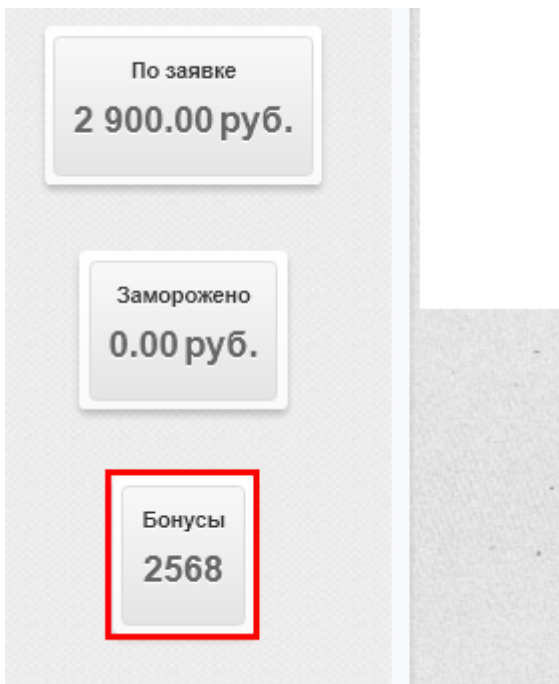 По заявке
2 900.00 руб.
Заморожено
0.00 руб.
Бонусы
2568